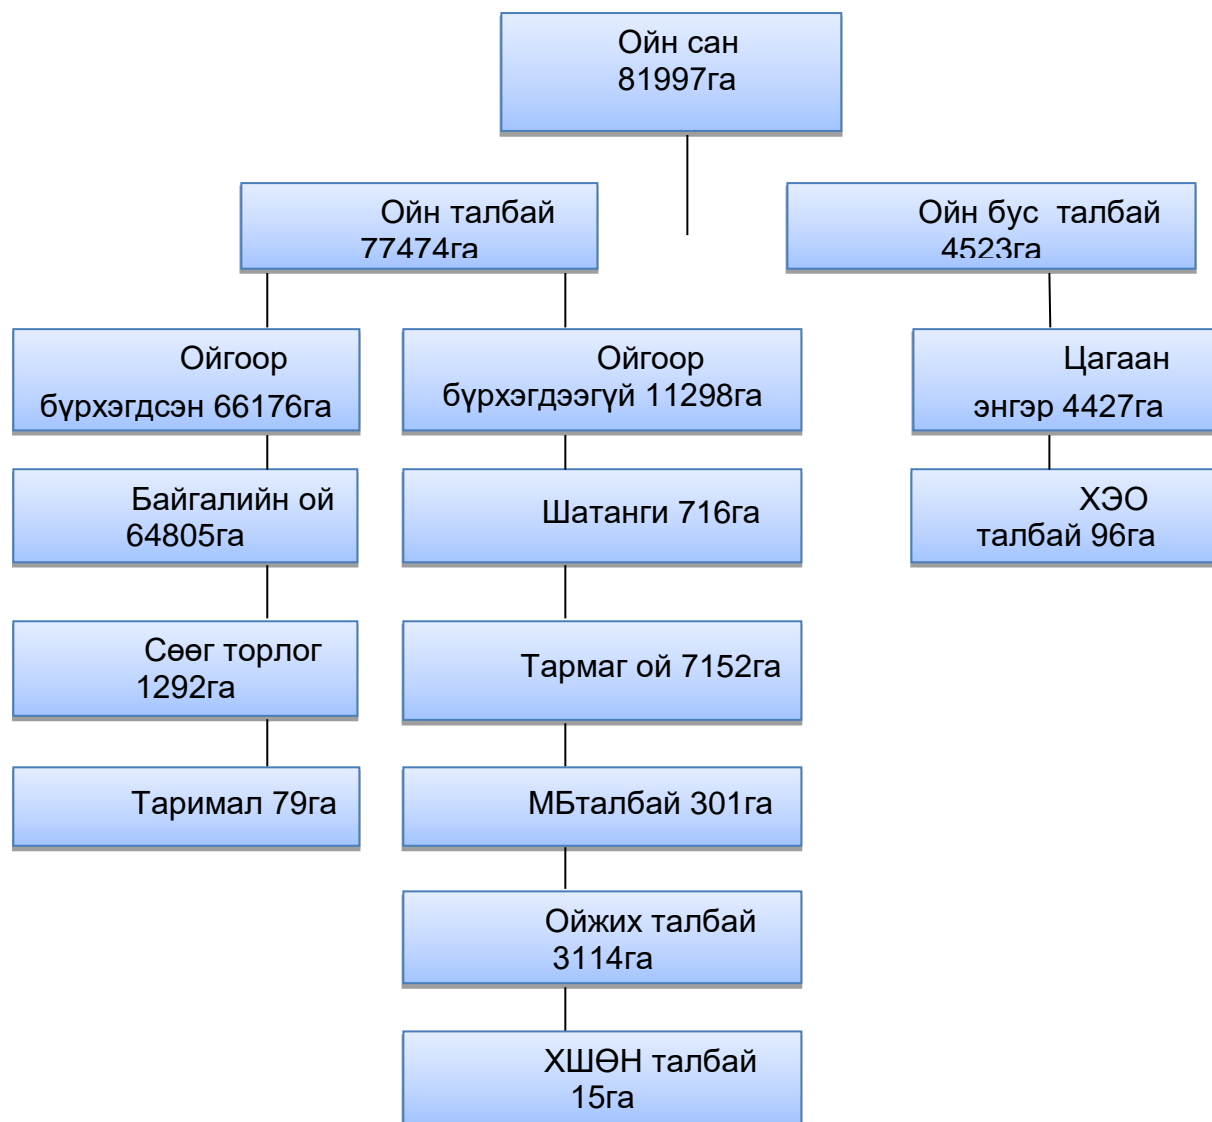 Ойн сан
81997га
Ойн талбай
77474га
Ойн бус талбай
4523га
Ойгоор
бүрхэгдсэн 66176га
Ойгоор
бүрхэгдээгүй 11298га
Цагаан
энгэр 4427га
Байгалийн ой
64805га
Шатанги 716га
ХЭО
талбай 96га
Сөөг торлог
1292га
Тармаг ой 7152га
Таримал 79га
МБталбай 301га
Ойжих талбай
3114га
ХШӨН талбай
15га